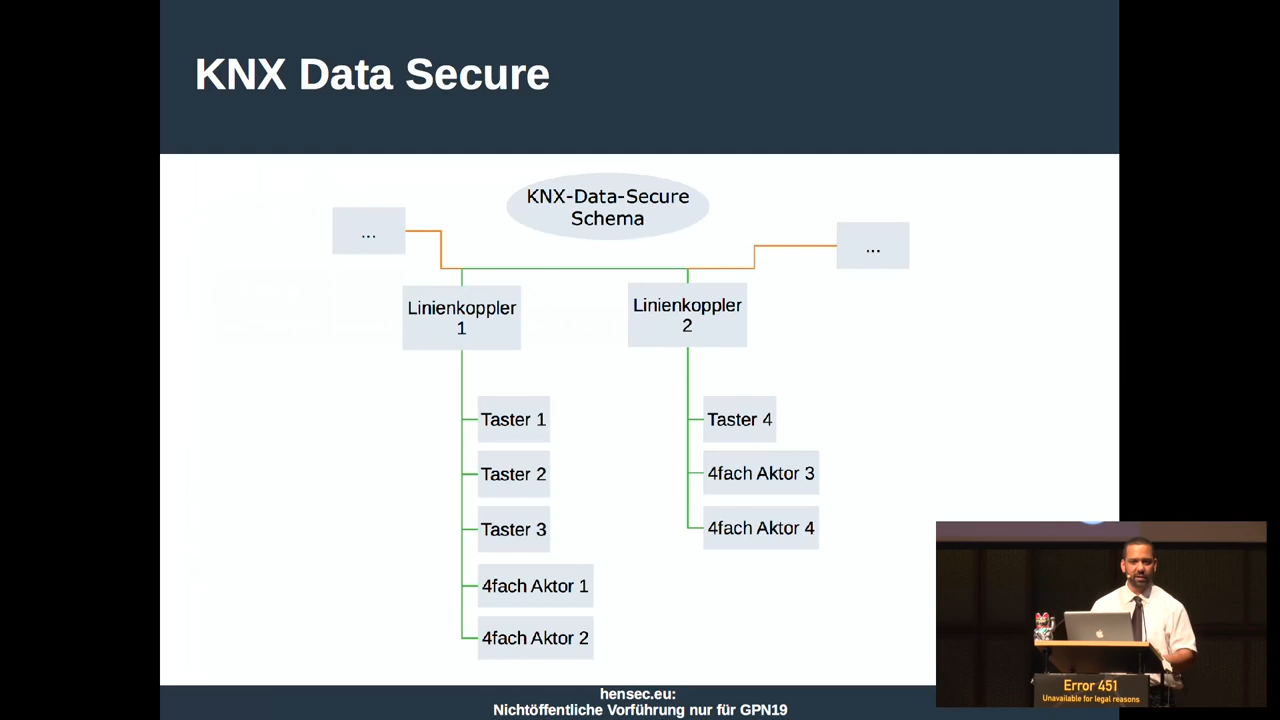 KNX Data Secure
KNX-Data-Secure
Schema
...
...
Linienkoppler
1
Linienkoppler
2
Taster 1
Taster 2
Taster 3
4fach Aktor 1
4fach Aktor 2
Taster 4
4fach Aktor 3
4fach Aktor 4
Error 451
Unavailable for legal reasons
hensec.eu:
Nichtöffentliche Vorführung nur für GPN19